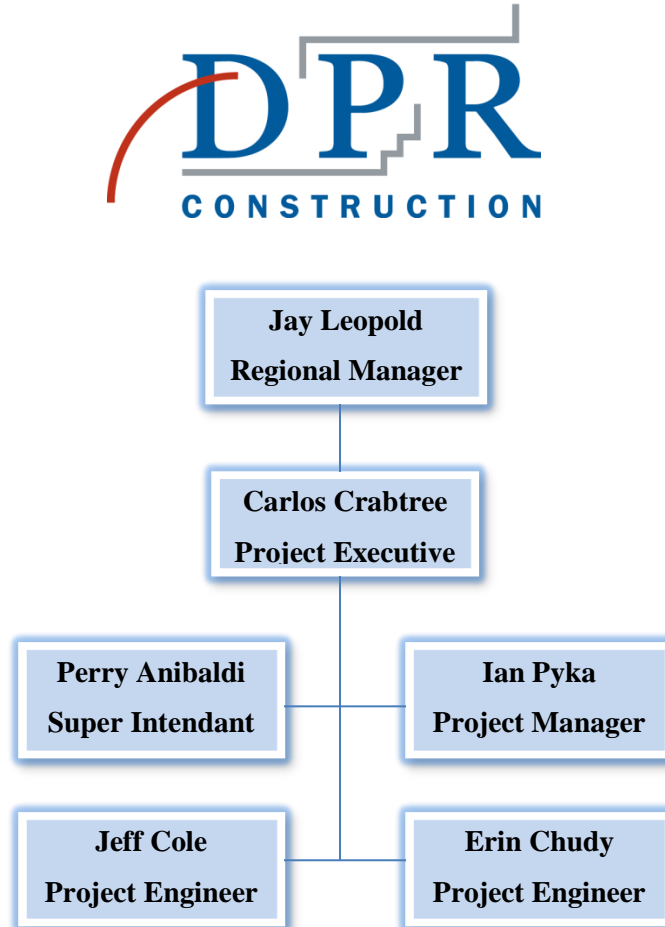 DPR
CONSTRUCTION
Jay Leopold
Regional Manager
Carlos Crabtree
Project Executive
Perry Anibaldi
Super Intendant
Ian Pyka
Project Manager
Jeff Cole
Project Engineer
Erin Chudy
Project Engineer